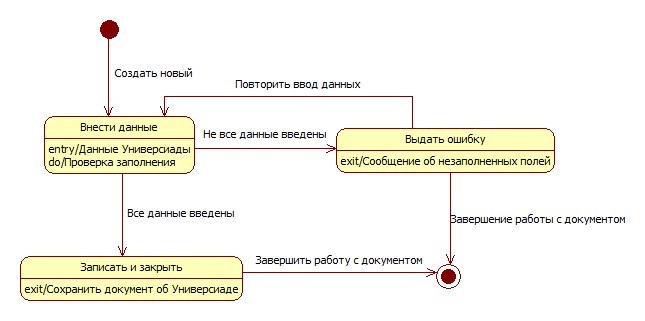 Создать новый
Повторить ввод данных
Внести данные
entry/Данные Универсиады
do/Проверка заполнения
Не все данные введены
Выдать ошибку
exit/Сообщение об незаполненных полей
Все данные введены
Завершение работы с документом
Записать и закрыть
exit/Сохранить документ об Универсиаде
Завершить работу с документом